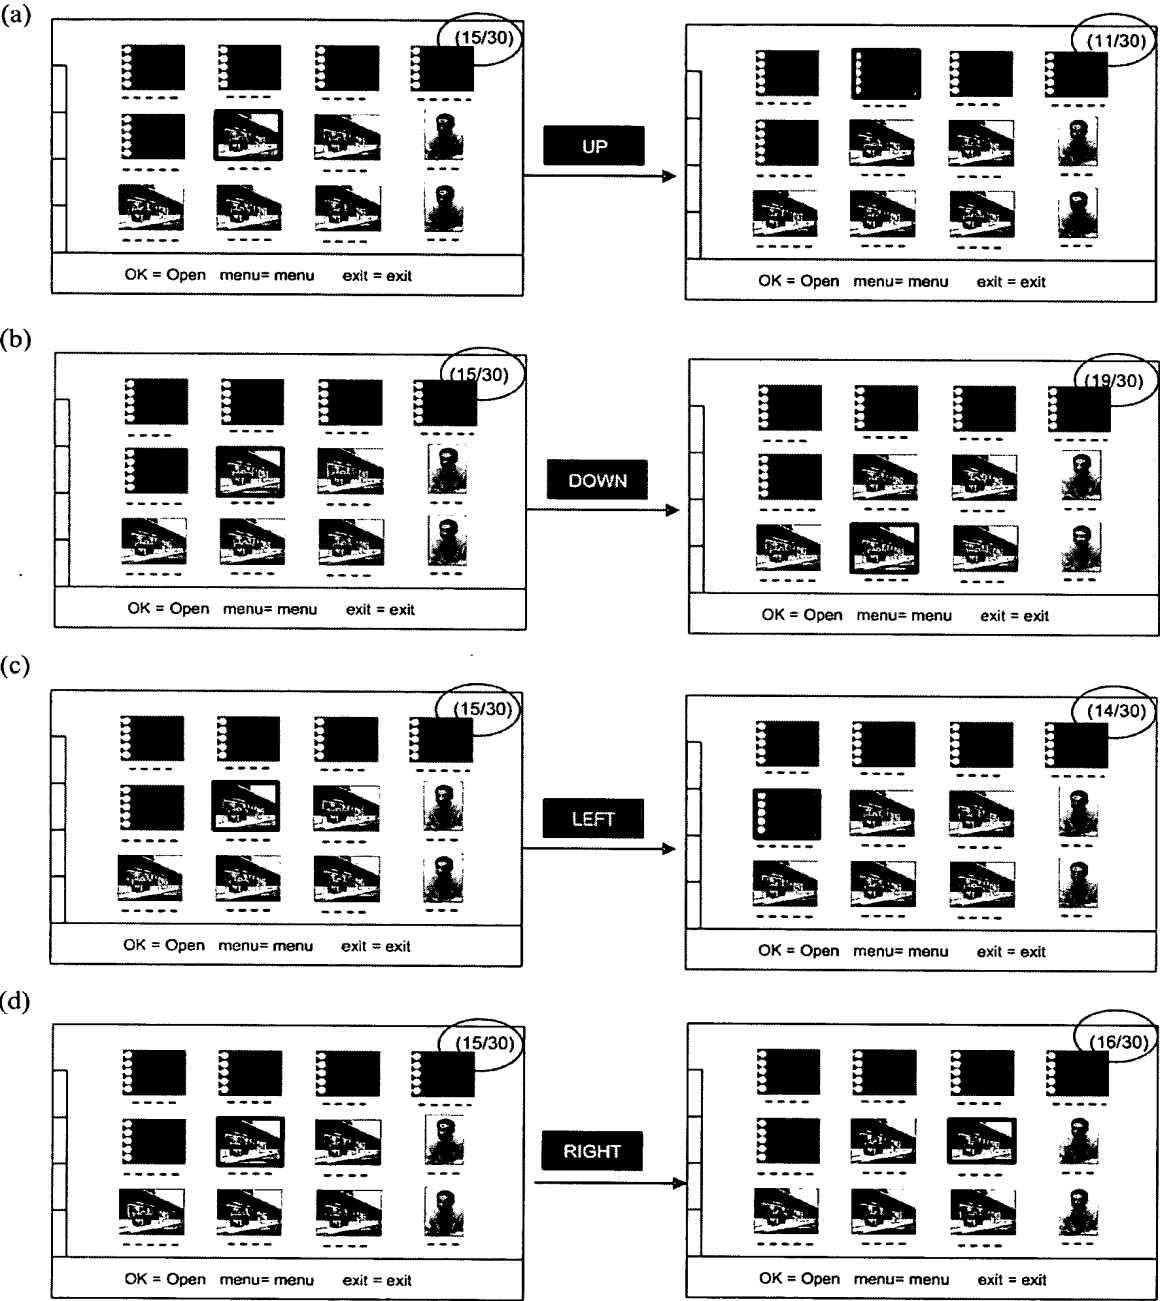 (a)
(15/30)
(11/30)
UP
OK = Open menu= menu exit = exit
OK = Open menu= menu exit = exit
(b)
(15/30)
(19/30)
DOWN
OK = Open menu= menu exit = exit
OK = Open menu= menu exit = exit
(c)
(15/30)
(14/30)
LEFT
OK = Open menu= menu exit = exit
OK = Open menu= menu exit = exit
(d)
(15/30)
(16/30)
RIGHT
OK = Open menu= menu exit = exit
OK = Open menu= menu exit = exit